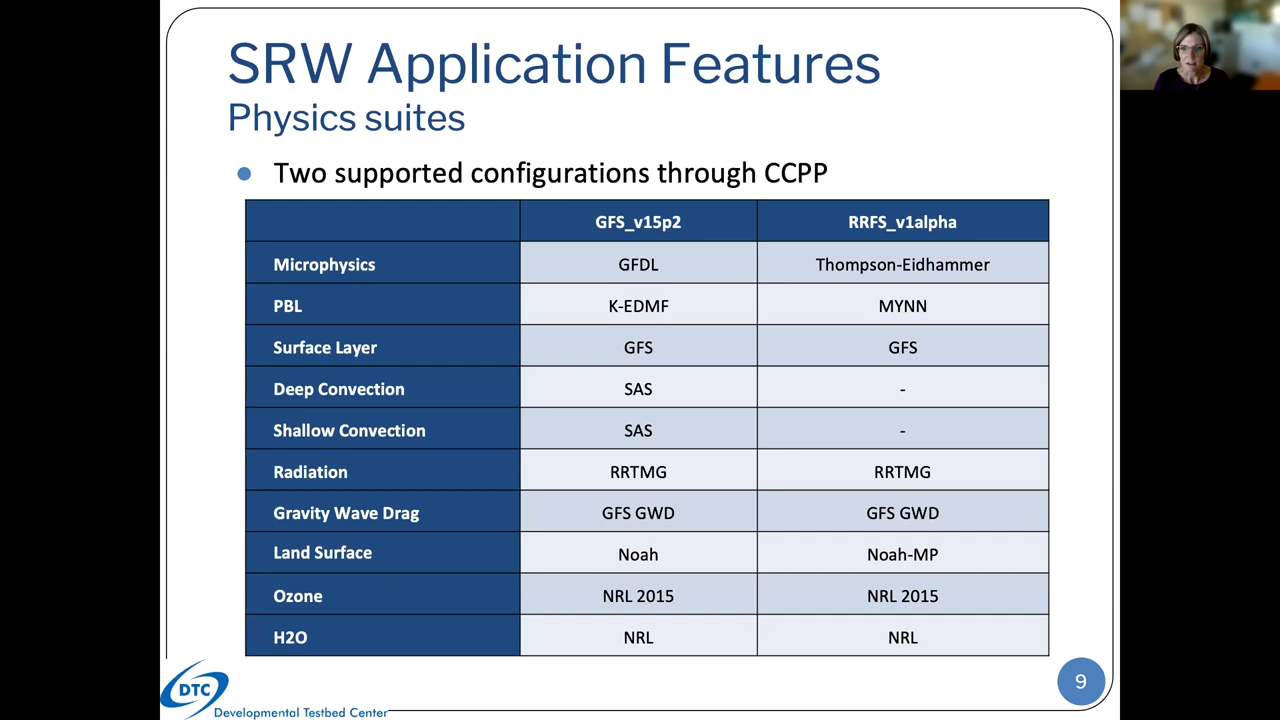 SRW Application Features
Physics suites
Two supported configurations through CCPP
GFS_v15p2 RRFS_v1alpha
Microphysics GFDL Thompson-Eidhammer
PBL K-EDMF MYNN
Surface Layer GFS GFS
Deep Convection SAS -
Shallow Convection SAS -
Radiation RRTMG RRTMG
Gravity Wave Drag GFS GWD GFS GWD
Land Surface Noah Noah-MP
Ozone NRL 2015 NRL 2015
H2O NRL NRL
DTC
Developmental Testbed Center
9